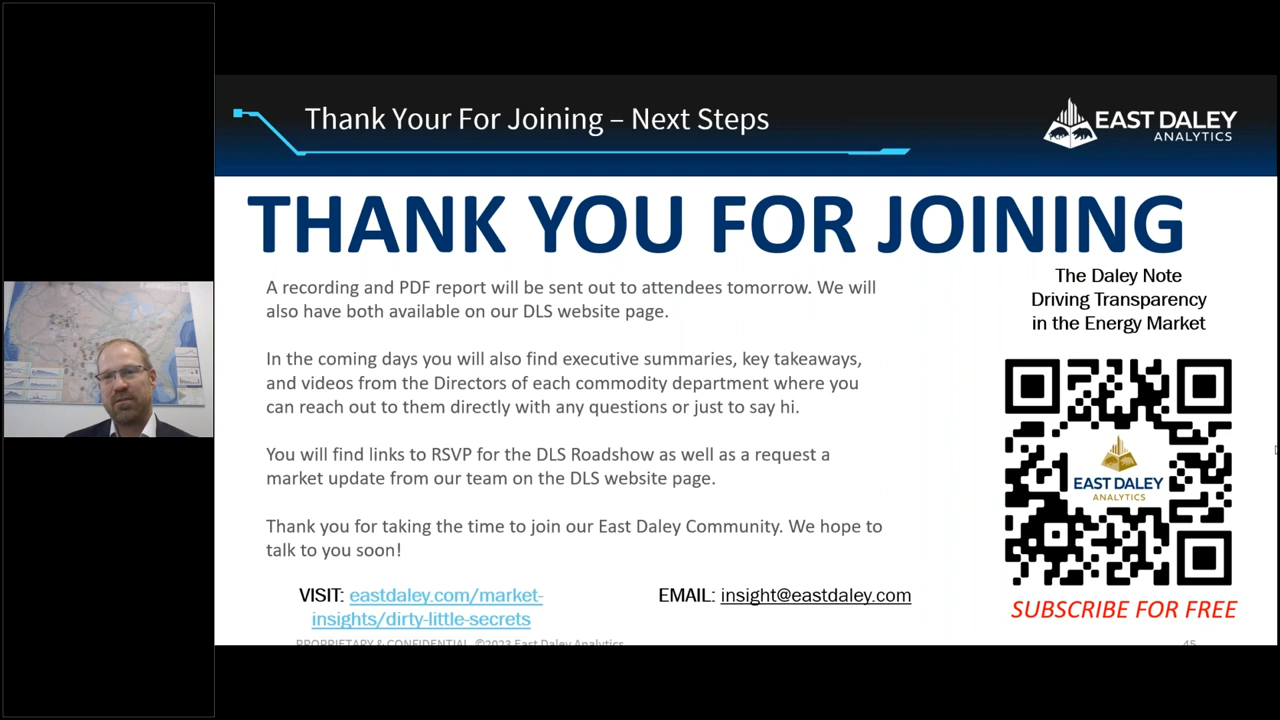 Thank Your For Joining – Next Steps
EAST DALEY
ANALYTICS
THANK YOU FOR JOINING
A recording and PDF report will be sent out to attendees tomorrow. We will
also have both available on our DLS website page.
In the coming days you will also find executive summaries, key takeaways,
and videos from the Directors of each commodity department where you
can reach out to them directly with any questions or just to say hi.
You will find links to RSVP for the DLS Roadshow as well as a request a
market update from our team on the DLS website page.
Thank you for taking the time to join our East Daley Community. We hope to
talk to you soon!
VISIT: eastdaley.com/market-
insights/dirty-little-secrets
EMAIL: insight@eastdaley.com
The Daley Note
Driving Transparency
in the Energy Market
EAST DALEY
ANALYTICS
SUBSCRIBE FOR FREE
PROPRIETARY & CONFIDENTIAL ©2023 East Daley Analytics
45